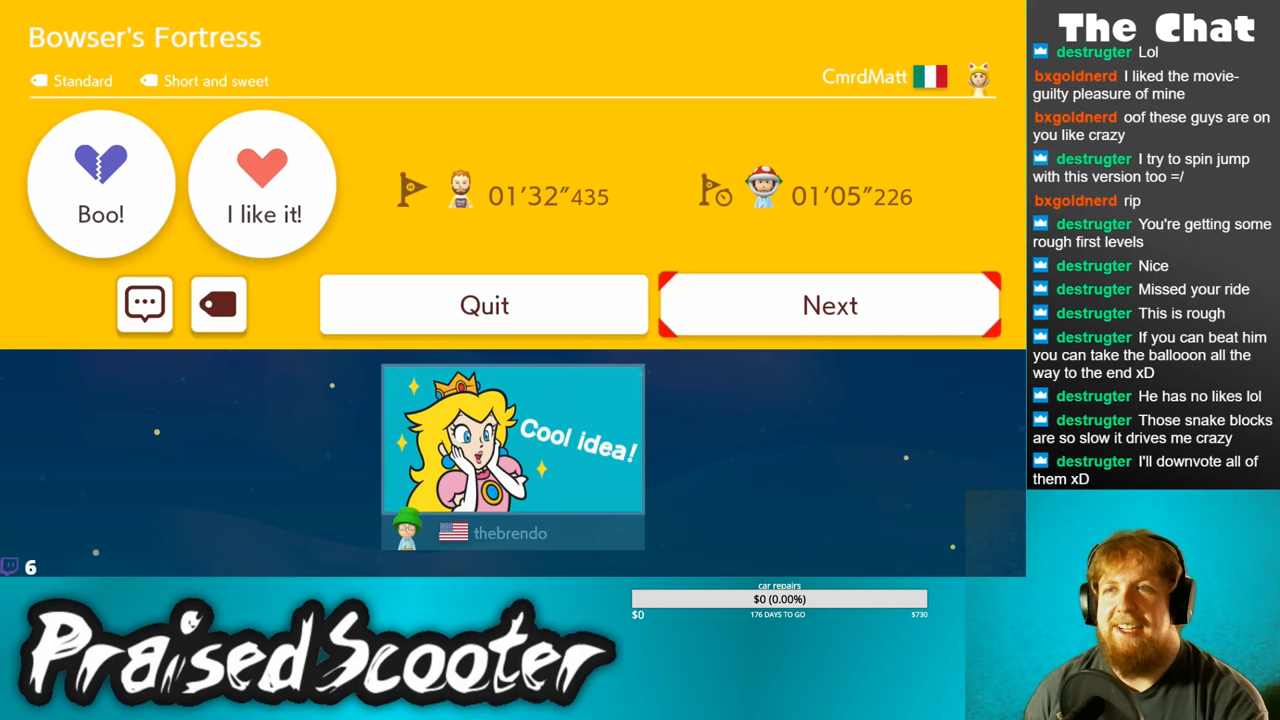 Bowser's Fortress
Standard Short and sweet
CmrdMatt
Boo!
I like it!
01'32"435
01'05"226
Quit
Next
Cool idea!
thebrendo
6
PraisedScooter
car repairs
$0 (0.00%)
$0 176 DAYS TO GO $730
The Chat
destrugter Lol
bxgoldnerd I liked the movie-
guilty pleasure of mine
bxgoldnerd oof these guys are on
you like crazy
destrugter I try to spin jump
with this version too =/
bxgoldnerd rip
destrugter You're getting some
rough first levels
destrugter Nice
destrugter Missed your ride
destrugter This is rough
destrugter If you can beat him
you can take the ballooon all the
way to the end xD
destrugter He has no likes lol
destrugter Those snake blocks
are so slow it drives me crazy
destrugter I'll downvote all of
them xD